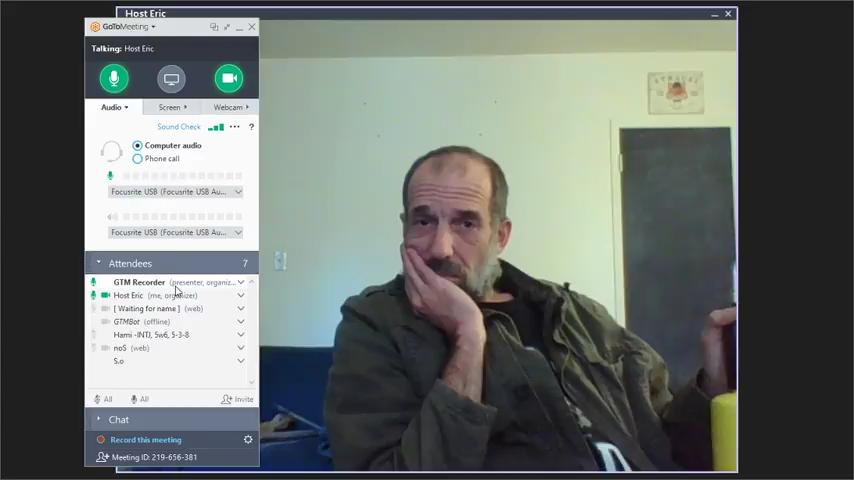 Host Eric
GoToMeeting
Talking: Host Eric
Audio
Screen
Webcam
Sound Check
?
Computer audio
Phone call
Focusrite USB (Focusrite USB Au...
Focusrite USB (Focusrite USB Au...
Attendees 7
GTM Recorder (presenter, organiz...
Host Eric (me, organizer)
[ Waiting for name ] (web)
GTMBot (offline)
Hami -INTJ, 5w6, 5-3-8
noS (web)
S.o
All
All
Invite
Chat
Record this meeting
Meeting ID: 219-656-381